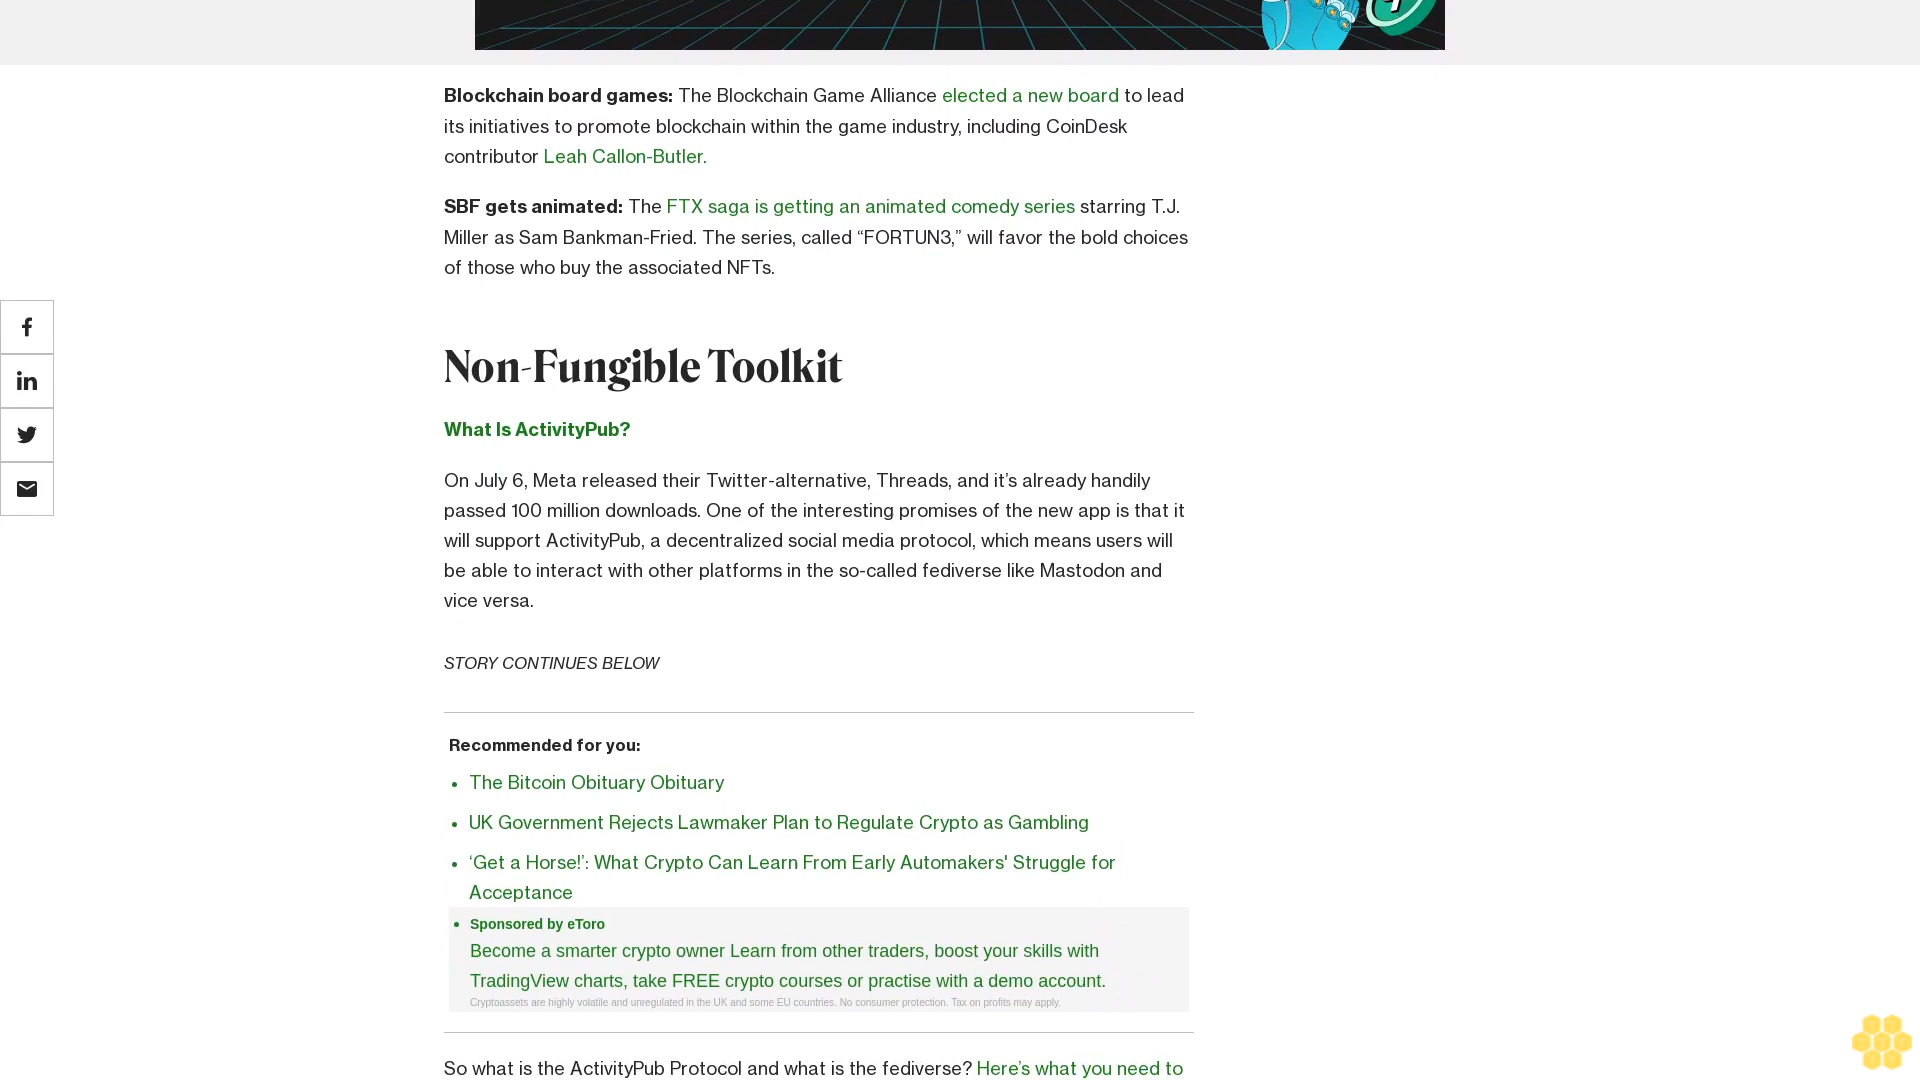 Blockchain board games: The Blockchain Game Alliance elected a new board to lead
its initiatives to promote blockchain within the game industry, including CoinDesk
contributor Leah Callon-Butler.
SBF gets animated: The FTX saga is getting an animated comedy series starring T.J.
Miller as Sam Bankman-Fried. The series, called “FORTUN3,” will favor the bold choices
of those who buy the associated NFTs.
Non-Fungible Toolkit
What Is ActivityPub?
On July 6, Meta released their Twitter-alternative, Threads, and it’s already handily
passed 100 million downloads. One of the interesting promises of the new app is that it
will support ActivityPub, a decentralized social media protocol, which means users will
be able to interact with other platforms in the so-called fediverse like Mastodon and
vice versa.
STORY CONTINUES BELOW
Recommended for you:
The Bitcoin Obituary Obituary
UK Government Rejects Lawmaker Plan to Regulate Crypto as Gambling
‘Get a Horse!’: What Crypto Can Learn From Early Automakers' Struggle for
Acceptance
Sponsored by eToro
Become a smarter crypto owner Learn from other traders, boost your skills with
TradingView charts, take FREE crypto courses or practise with a demo account.
Cryptoassets are highly volatile and unregulated in the UK and some EU countries. No consumer protection. Tax on profits may apply.
So what is the ActivityPub Protocol and what is the fediverse? Here’s what you need to